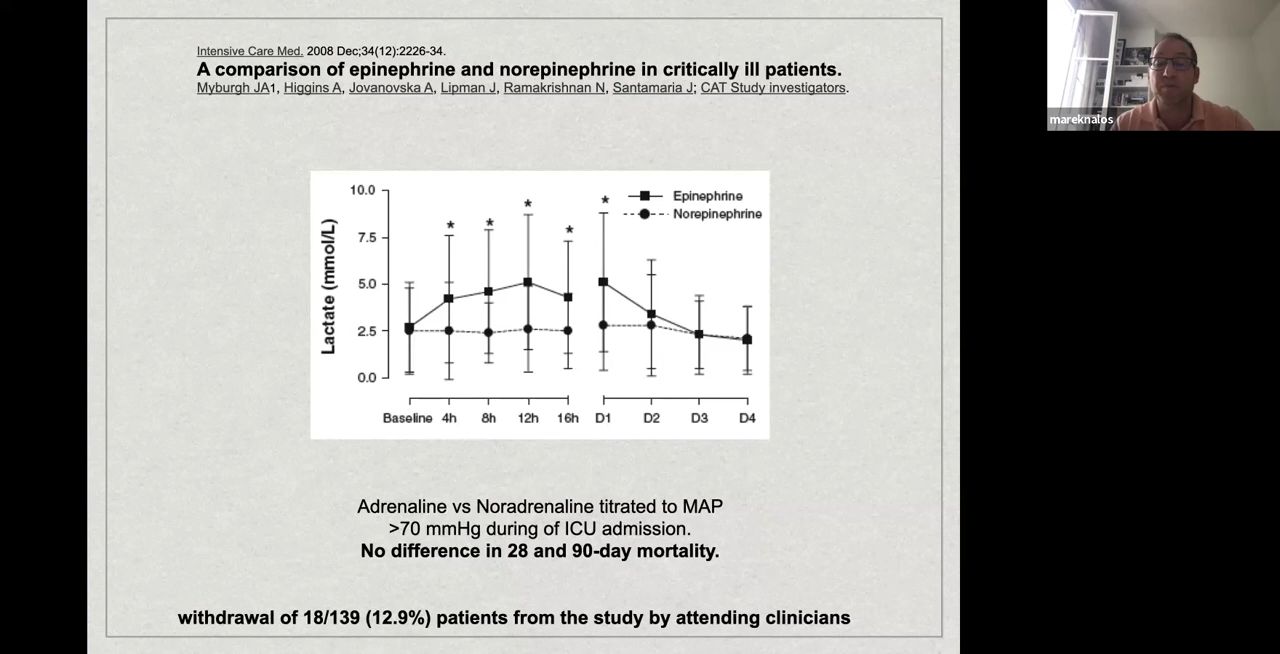 Intensive Care Med. 2008 Dec;34(12):2226-34.
A comparison of epinephrine and norepinephrine in critically ill patients.
Myburgh JA1, Higgins A, Jovanovska A, Lipman J, Ramakrishnan N, Santamaria J; CAT Study investigators.
mareknalos
Lactate (mmol/L)
10.0
7.5
5.0
2.5
0.0
* * * * *
Epinephrine
Norepinephrine
Baseline 4h 8h 12h 16h D1 D2 D3 D4
Adrenaline vs Noradrenaline titrated to MAP
>70 mmHg during of ICU admission.
No difference in 28 and 90-day mortality.
withdrawal of 18/139 (12.9%) patients from the study by attending clinicians